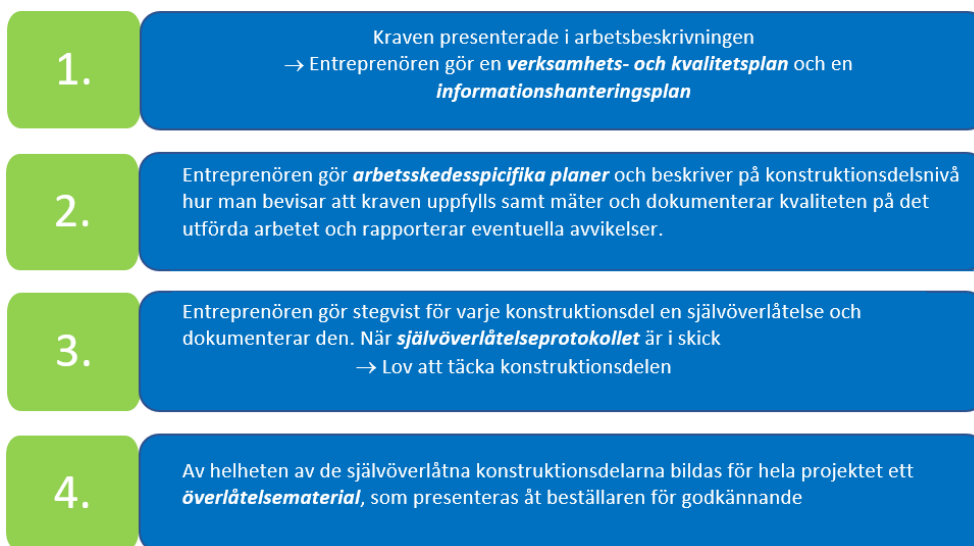 1.
Kraven presenterade i arbetsbeskrivningen
→ Entreprenören gör en verksamhets- och kvalitetsplan och en
informationshanteringsplan
2.
Entreprenören gör arbetsskedesspicifika planer och beskriver på konstruktionsdelsnivå
hur man bevisar att kraven uppfylls samt mäter och dokumenterar kvaliteten på det
utförda arbetet och rapporterar eventuella avvikelser.
3.
Entreprenören gör stegvist för varje konstruktionsdel en självöverlåtelse och
dokumenterar den. När självöverlåtelseprotokollet är i skick
→ Lov att täcka konstruktionsdelen
4.
Av helheten av de självöverlåtna konstruktionsdelarna bildas för hela projektet ett
överlåtelsematerial, som presenteras åt beställaren för godkännande